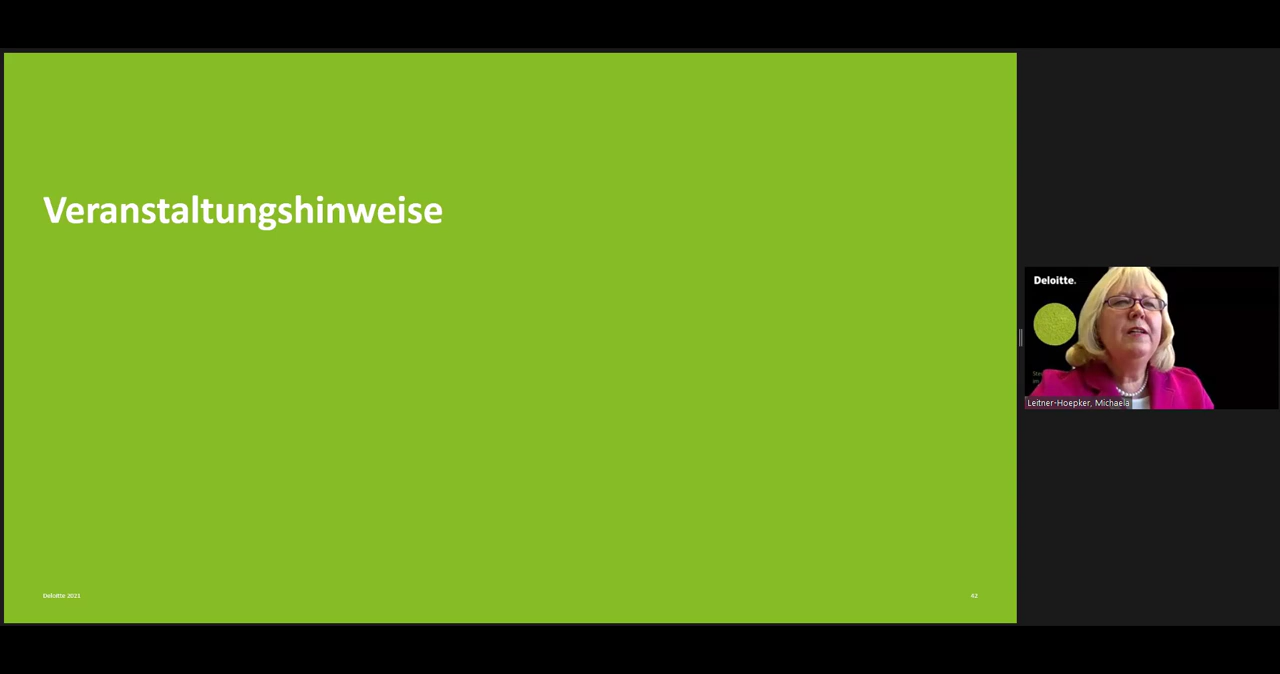 Veranstaltungshinweise
Deloitte.
Leitner-Hoepker, Michaela
Deloitte 2021
42